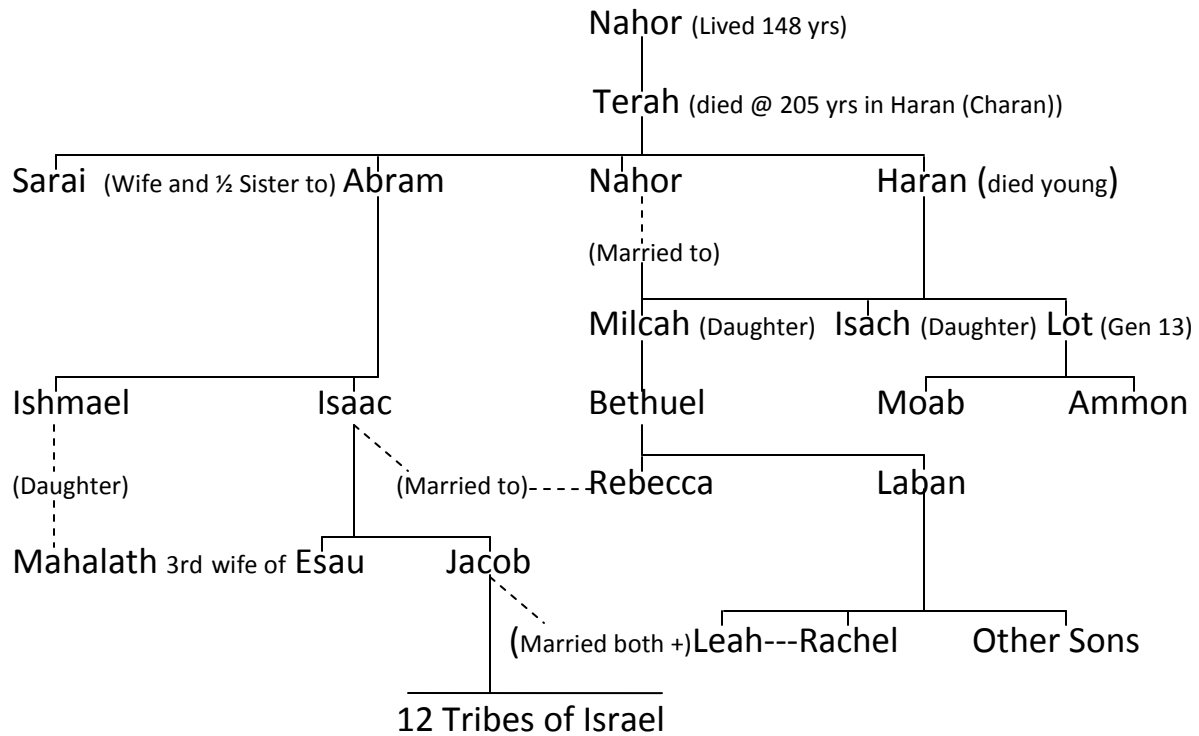 Nahor (Lived 148 yrs)
Terah (died @ 205 yrs in Haran (Charan))
Sarai (Wife and ½ Sister to) Abram Nahor Haran (died young)
(Married to)
Milcah (Daughter) Isach (Daughter) Lot (Gen 13)
Ishmael Isaac Bethuel Moab Ammon
(Daughter) (Married to) Rebecca Laban
Mahalath 3rd wife of Esau Jacob
(Married both +) Leah---Rachel Other Sons
12 Tribes of Israel